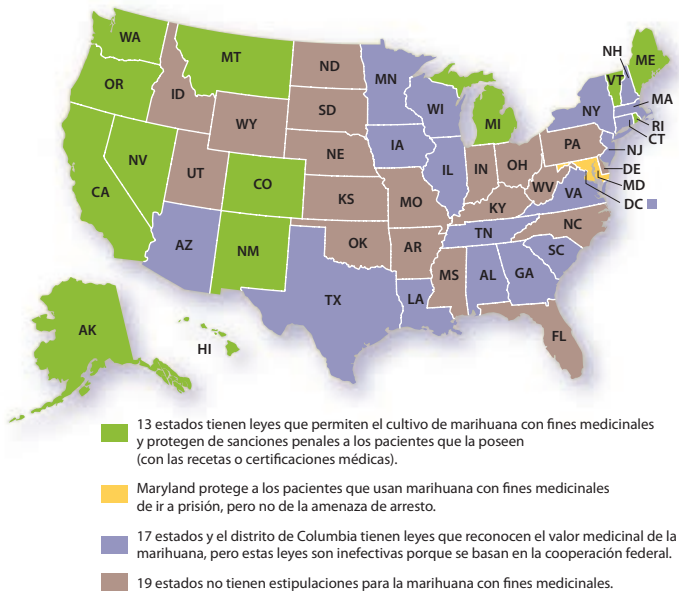 WA
MT
ND
MN
NH
VT
ME
OR
ID
SD
WI
NY
MA
WY
MI
RI
CT
NV
NE
IA
PA
NJ
UT
IL
IN
OH
DE
CA
CO
WV
MD
KS
MO
VA
DC
KY
AZ
NM
OK
AR
TN
NC
SC
MS
AL
GA
TX
LA
AK
HI
FL
13 estados tienen leyes que permiten el cultivo de marihuana con fines medicinales
y protegen de sanciones penales a los pacientes que la poseen
(con las recetas o certificaciones médicas).
Maryland protege a los pacientes que usan marihuana con fines medicinales
de ir a prisión, pero no de la amenaza de arresto.
17 estados y el distrito de Columbia tienen leyes que reconocen el valor medicinal de la
marihuana, pero estas leyes son inefectivas porque se basan en la cooperación federal.
19 estados no tienen estipulaciones para la marihuana con fines medicinales.